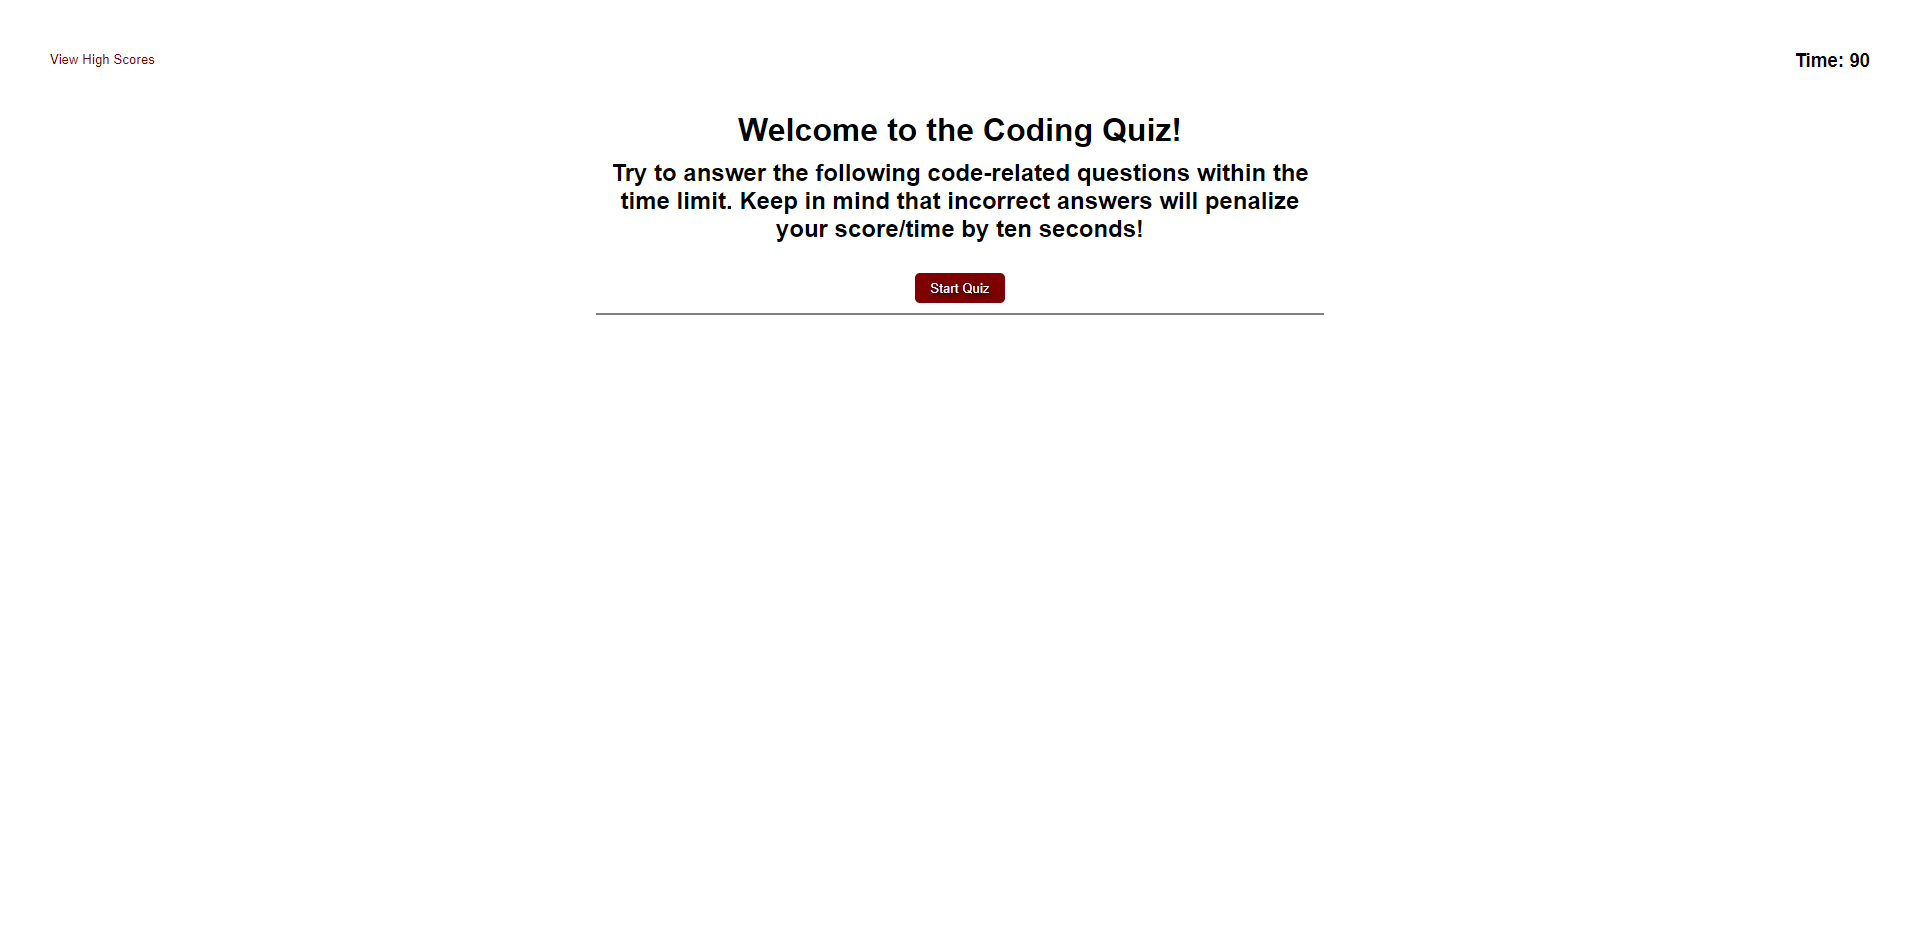 View High Scores
Time: 90
Welcome to the Coding Quiz!
Try to answer the following code-related questions within the
time limit. Keep in mind that incorrect answers will penalize
your score/time by ten seconds!
Start Quiz